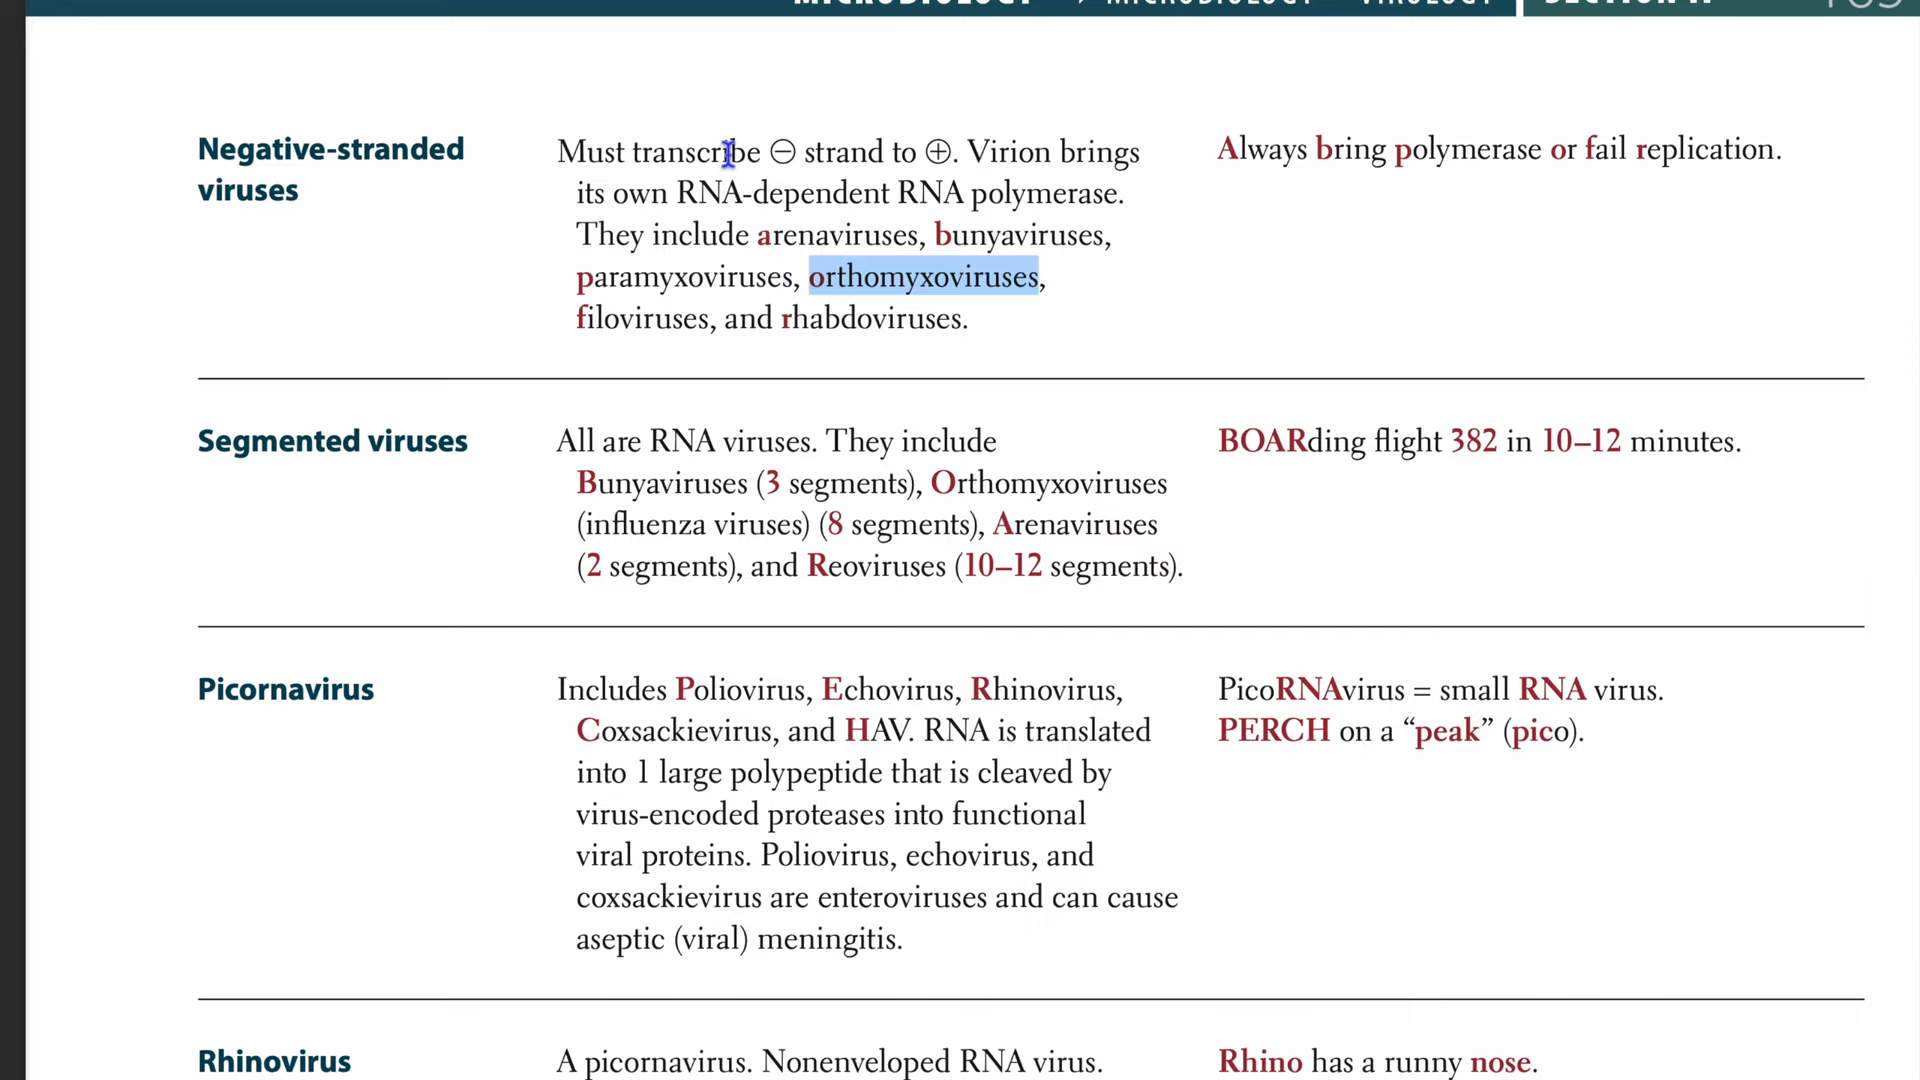 MICROBIOLOGY ▸ MICROBIOLOGY—VIROLOGY SECTION II
Negative-stranded
viruses
Must transcribe ⊖ strand to ⊕. Virion brings
its own RNA-dependent RNA polymerase.
They include arenaviruses, bunyaviruses,
paramyxoviruses, orthomyxoviruses,
filoviruses, and rhabdoviruses.
Always bring polymerase or fail replication.
Segmented viruses
All are RNA viruses. They include
Bunyaviruses (3 segments), Orthomyxoviruses
(influenza viruses) (8 segments), Arenaviruses
(2 segments), and Reoviruses (10–12 segments).
BOARding flight 382 in 10–12 minutes.
Picornavirus
Includes Poliovirus, Echovirus, Rhinovirus,
Coxsackievirus, and HAV. RNA is translated
into 1 large polypeptide that is cleaved by
virus-encoded proteases into functional
viral proteins. Poliovirus, echovirus, and
coxsackievirus are enteroviruses and can cause
aseptic (viral) meningitis.
PicoRNAvirus = small RNA virus.
PERCH on a “peak” (pico).
Rhinovirus
A picornavirus. Nonenveloped RNA virus.
Rhino has a runny nose.